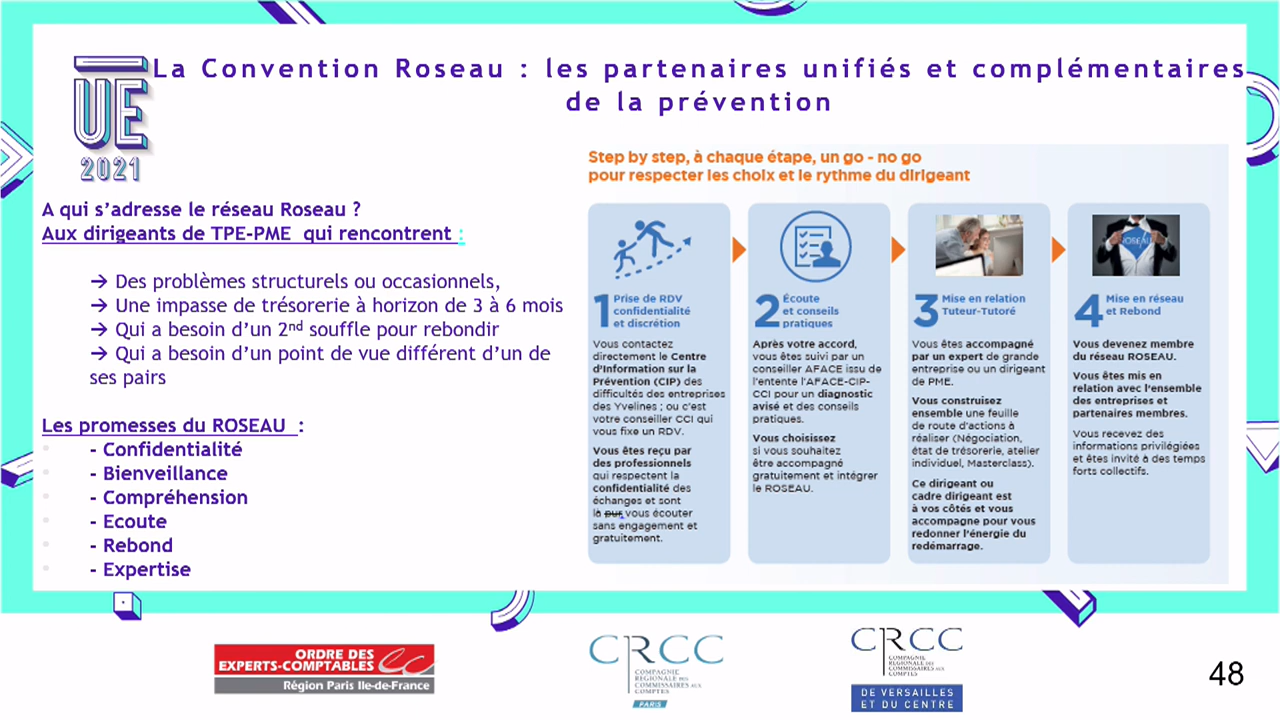 La Convention Roseau : les partenaires unifiés et complémentaires
de la prévention
UE
2021
A qui s’adresse le réseau Roseau ?
Aux dirigeants de TPE-PME qui rencontrent :
→ Des problèmes structurels ou occasionnels,
→ Une impasse de trésorerie à horizon de 3 à 6 mois
→ Qui a besoin d’un 2nd souffle pour rebondir
→ Qui a besoin d’un point de vue différent d’un de
ses pairs
Les promesses du ROSEAU :
- Confidentialité
- Bienveillance
- Compréhension
- Ecoute
- Rebond
- Expertise
Step by step, à chaque étape, un go - no go
pour respecter les choix et le rythme du dirigeant
1 Prise de RDV
confidentialité
et discrétion
Vous contactez
directement le Centre
d’Information sur la
Prévention (CIP) des
difficultés des entreprises
des Yvelines ; ou c’est
votre conseiller CCI qui
vous fixe un RDV.
Vous êtes reçu par
des professionnels
qui respectent la
confidentialité des
échanges et sont
là pur vous écouter
sans engagement et
gratuitement.
2 Écoute
et conseils
pratiques
Après votre accord,
vous êtes suivi par un
conseiller AFACE issu de
l’entente l’AFACE-CIP-
CCI pour un diagnostic
avisé et des conseils
pratiques.
Vous choisissez
si vous souhaitez
être accompagné
gratuitement et intégrer
le ROSEAU.
3 Mise en relation
Tuteur-Tutoré
Vous êtes accompagné
par un expert de grande
entreprise ou un dirigeant
de PME.
Vous construisez
ensemble une feuille
de route d’actions à
réaliser (Négociation,
état de trésorerie, atelier
individuel, Masterclass).
Ce dirigeant ou
cadre dirigeant est
à vos côtés et vous
accompagne pour vous
redonner l’énergie du
redémarrage.
ROSEAU
4 Mise en réseau
et Rebond
Vous devenez membre
du réseau ROSEAU.
Vous êtes mis en
relation avec l’ensemble
des entreprises et
partenaires membres.
Vous recevez des
informations privilégiées
et êtes invité à des temps
forts collectifs.
ORDRE DES
EXPERTS-COMPTABLES
Région Paris Ile-de-France
CRCC
COMPAGNIE
RÉGIONALE DES
COMMISSAIRES AUX
COMPTES
PARIS
CRCC
COMPAGNIE
RÉGIONALE DES
COMMISSAIRES AUX
COMPTES
DE VERSAILLES
ET DU CENTRE
48